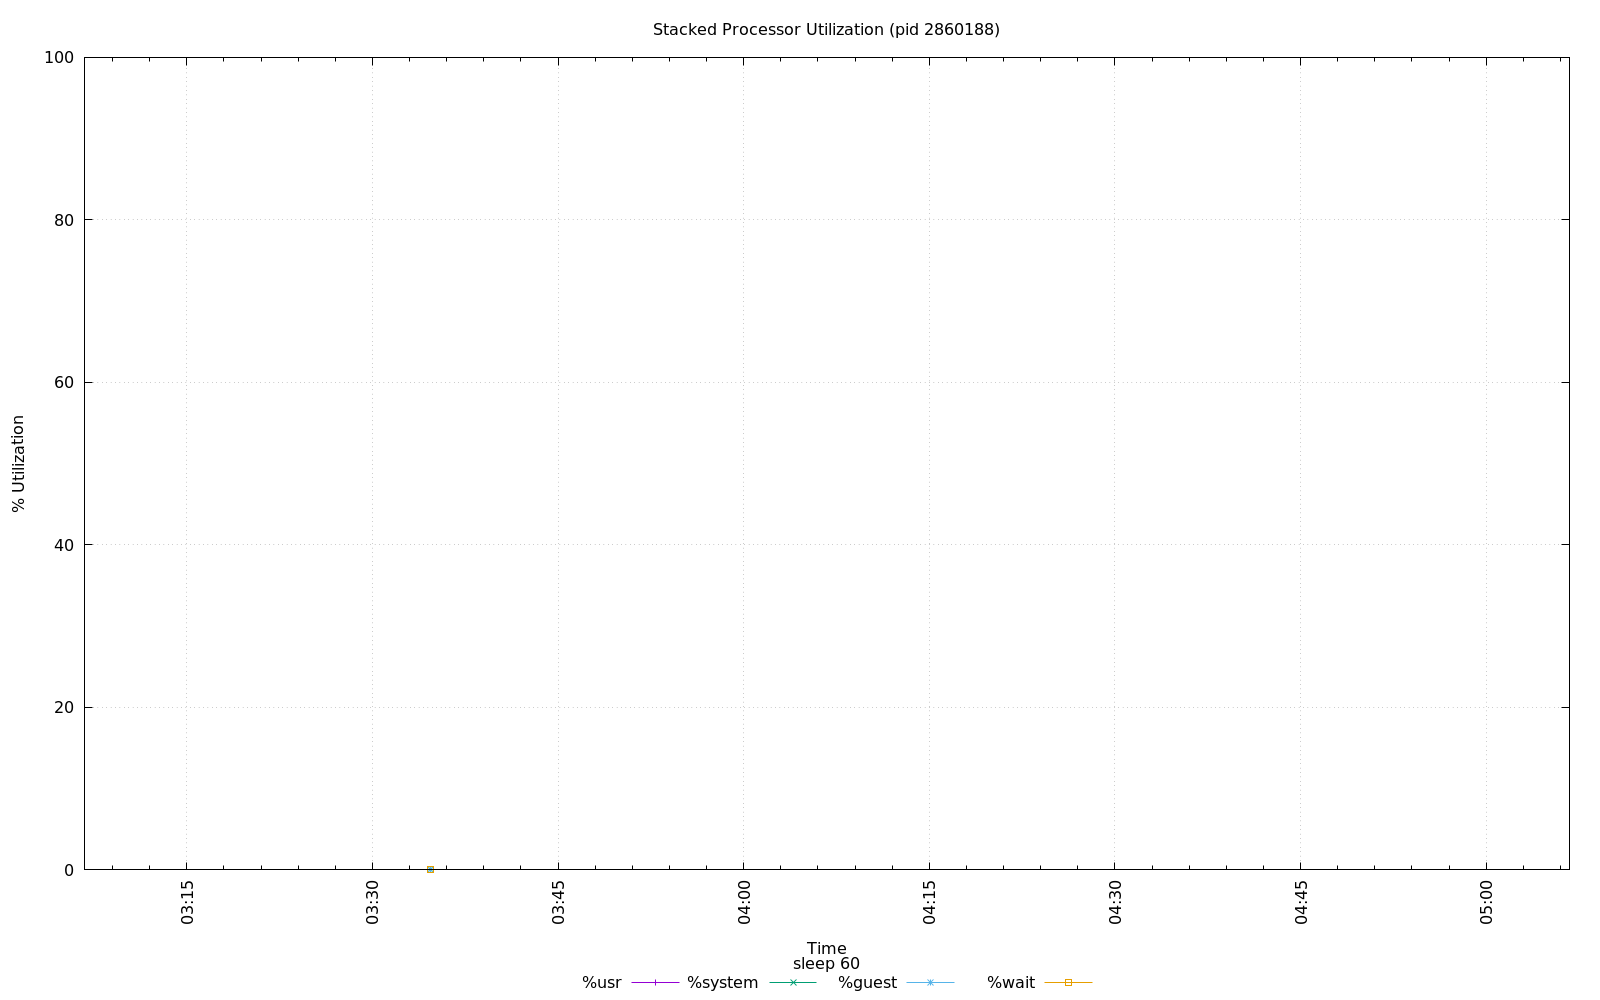 Stacked Processor Utilization (pid 2860188)
100
80
60
40
20
0
% Utilization
03:15
03:30
03:45
04:00
04:15
04:30
04:45
05:00
Time
sleep 60
%usr %system %guest %wait